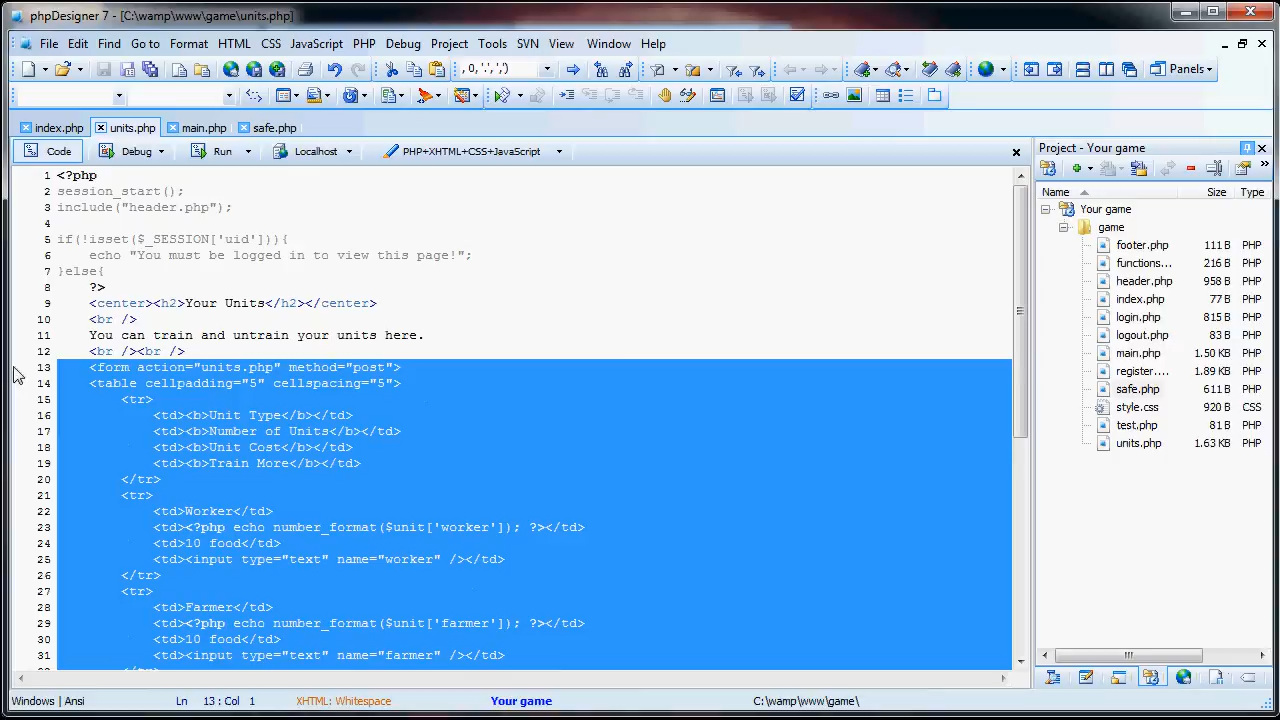 phpDesigner 7 - [C:\wamp\www\game\units.php]
File Edit Find Go to Format HTML CSS JavaScript PHP Debug Project Tools SVN View Window Help
, 0,'.',',')
Panels
index.php units.php main.php safe.php
Code Debug Run Localhost PHP+XHTML+CSS+JavaScript
1 <?php
2 session_start();
3 include("header.php");
4
5 if(!isset($_SESSION['uid'])){
6 echo "You must be logged in to view this page!";
7 }else{
8 ?>
9 <center><h2>Your Units</h2></center>
10 <br />
11 You can train and untrain your units here.
12 <br /><br />
13 <form action="units.php" method="post">
14 <table cellpadding="5" cellspacing="5">
15 <tr>
16 <td><b>Unit Type</b></td>
17 <td><b>Number of Units</b></td>
18 <td><b>Unit Cost</b></td>
19 <td><b>Train More</b></td>
20 </tr>
21 <tr>
22 <td>Worker</td>
23 <td><?php echo number_format($unit['worker']); ?></td>
24 <td>10 food</td>
25 <td><input type="text" name="worker" /></td>
26 </tr>
27 <tr>
28 <td>Farmer</td>
29 <td><?php echo number_format($unit['farmer']); ?></td>
30 <td>10 food</td>
31 <td><input type="text" name="farmer" /></td>
Project - Your game
Name Size Type
Your game
game
footer.php 111 B PHP
functions... 216 B PHP
header.php 958 B PHP
index.php 77 B PHP
login.php 815 B PHP
logout.php 83 B PHP
main.php 1.50 KB PHP
register.... 1.89 KB PHP
safe.php 611 B PHP
style.css 920 B CSS
test.php 81 B PHP
units.php 1.63 KB PHP
Windows | Ansi Ln 13 : Col 1 XHTML: Whitespace Your game C:\wamp\www\game\